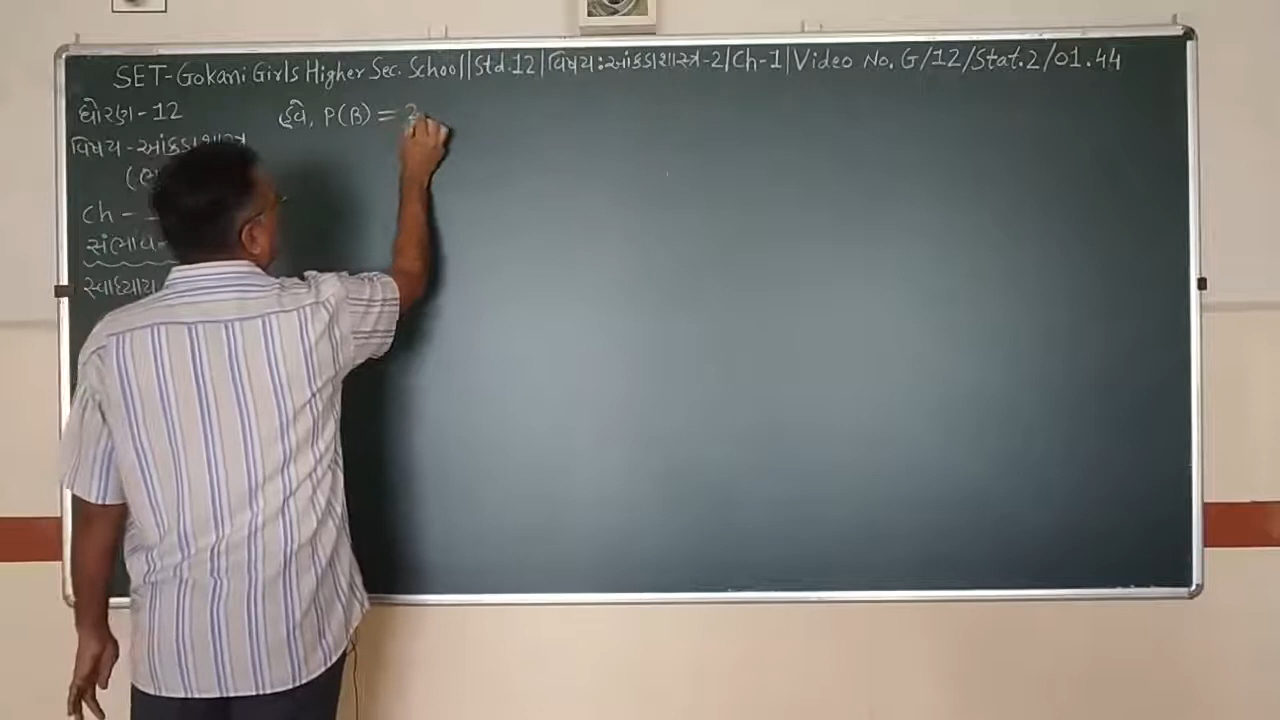 SET-Gokani Girls Higher Sec. School||Std.12|વિષય:આંકડાશાસ્ત્ર-2|Ch-1|Video No. G/12/Stat.2/01.44
ધોરણ-12
વિષય-આંકડાશાસ્ત્ર
Ch-
સંભાવ
સ્વાધ્યાય
હવે, P(B) = 2